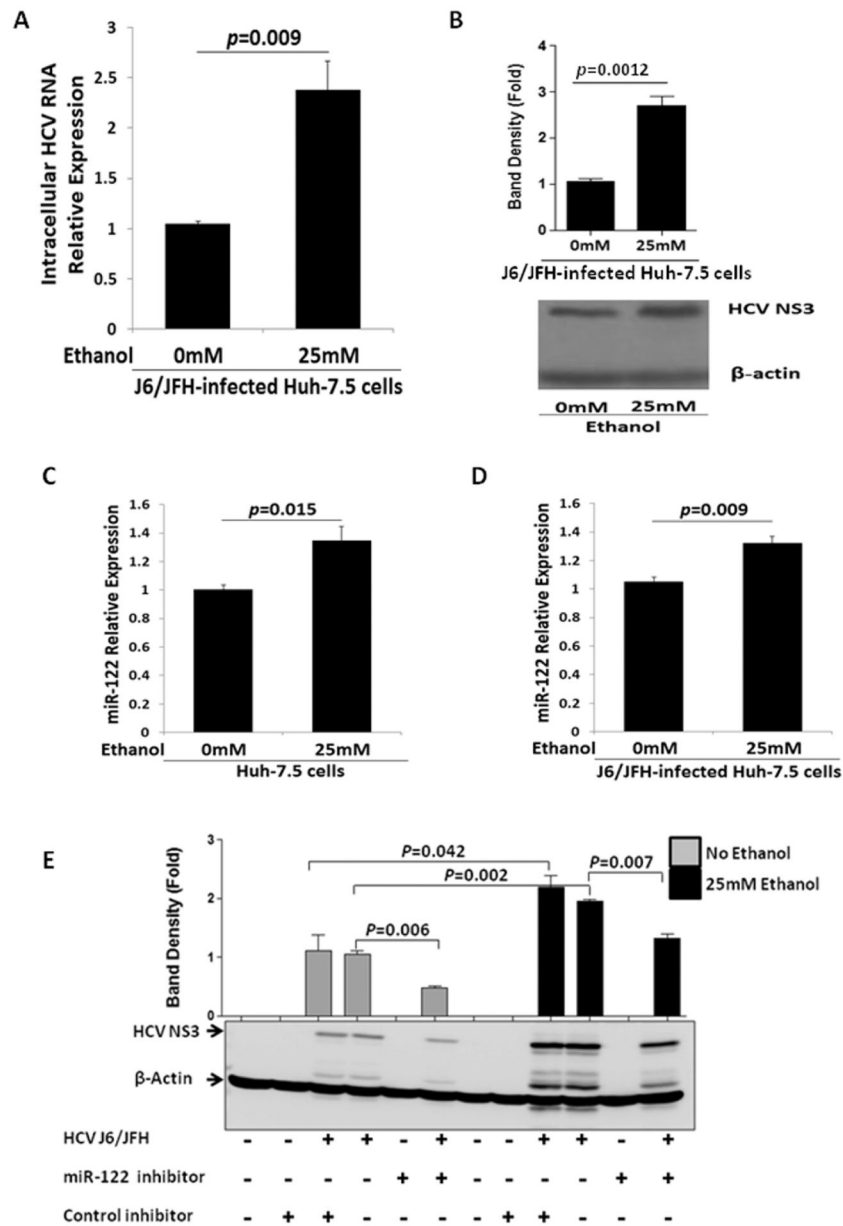 A
Intracellular HCV RNA
Relative Expression
3
2.5
2
1.5
1
0.5
0
p=0.009
Ethanol 0mM 25mM
J6/JFH-infected Huh-7.5 cells
B
Band Density (Fold)
4
3
2
1
0
p=0.0012
0mM 25mM
J6/JFH-infected Huh-7.5 cells
HCV NS3
β-actin
0mM 25mM
Ethanol
C
miR-122 Relative Expression
1.6
1.4
1.2
1
0.8
0.6
0.4
0.2
0
p=0.015
Ethanol 0mM 25mM
Huh-7.5 cells
D
miR-122 Relative Expression
1.6
1.4
1.2
1
0.8
0.6
0.4
0.2
0
p=0.009
Ethanol 0mM 25mM
J6/JFH-infected Huh-7.5 cells
E
Band Density (Fold)
3
2
1
0
P=0.042
P=0.002
P=0.006
P=0.007
No Ethanol
25mM Ethanol
HCV NS3
β-Actin
HCV J6/JFH - - + + - + - - + + - +
miR-122 inhibitor - - - - + + - - - - + +
Control inhibitor - + + - - - - + + - - -